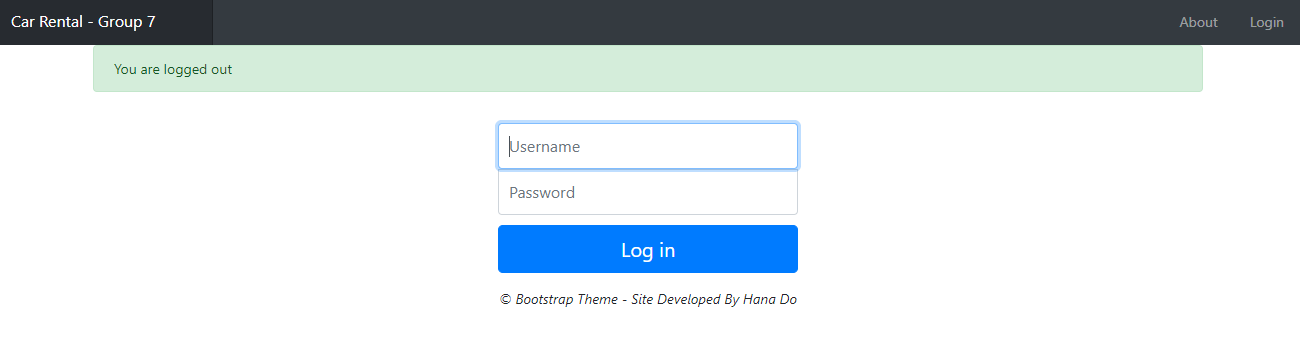 Car Rental - Group 7
About
Login
You are logged out
Username
Password
Log in
© Bootstrap Theme - Site Developed By Hana Do